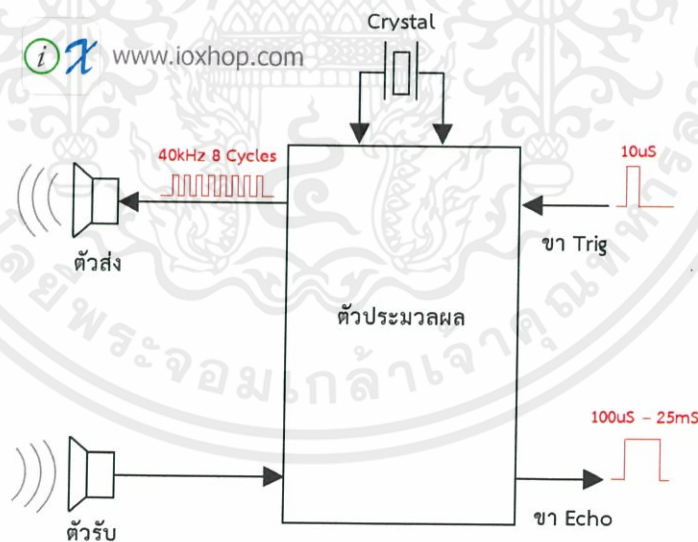 Crystal
iX www.ioxhop.com
40kHz 8 Cycles
10uS
ตัวส่ง
ขา Trig
ตัวประมวลผล
100uS - 25mS
ตัวรับ
ขา Echo